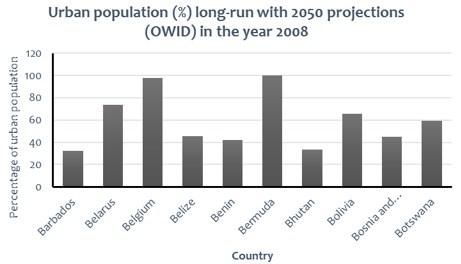 Urban population (%) long-run with 2050 projections
(OWID) in the year 2008
Percentage of urban population
120
100
80
60
40
20
0
Barbados
Belarus
Belgium
Belize
Benin
Bermuda
Bhutan
Bolivia
Bosnia and...
Botswana
Country